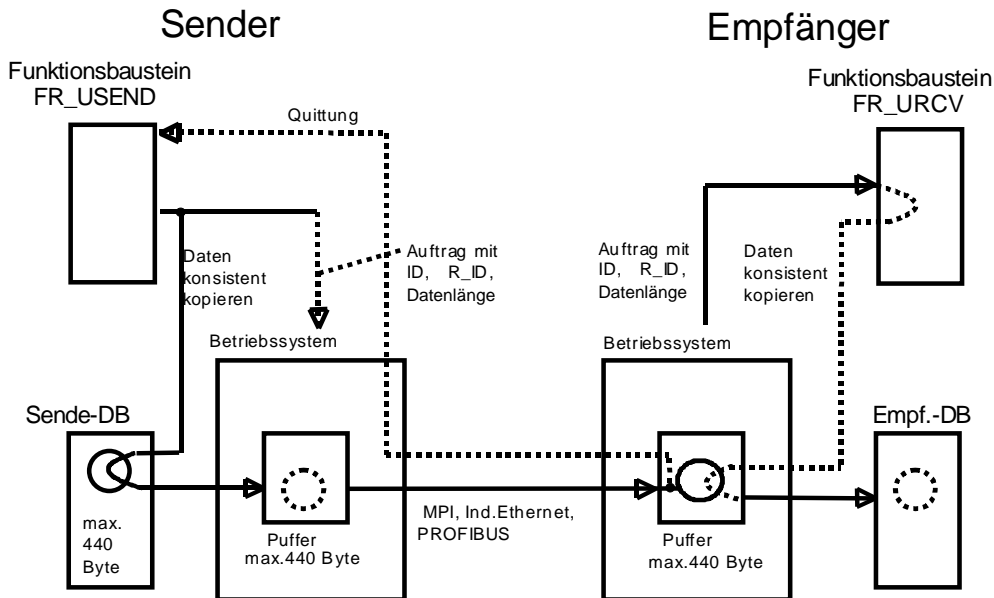 Sender
Empfänger
Funktionsbaustein
FR_USEND
Funktionsbaustein
FR_URCV
Quittung
Daten
konsistent
kopieren
Auftrag mit
ID, R_ID,
Datenlänge
Auftrag mit
ID, R_ID,
Datenlänge
Daten
konsistent
kopieren
Betriebssystem
Betriebssystem
Sende-DB
Empf.-DB
max.
440
Byte
Puffer
max.440 Byte
MPI, Ind.Ethernet,
PROFIBUS
Puffer
max.440 Byte